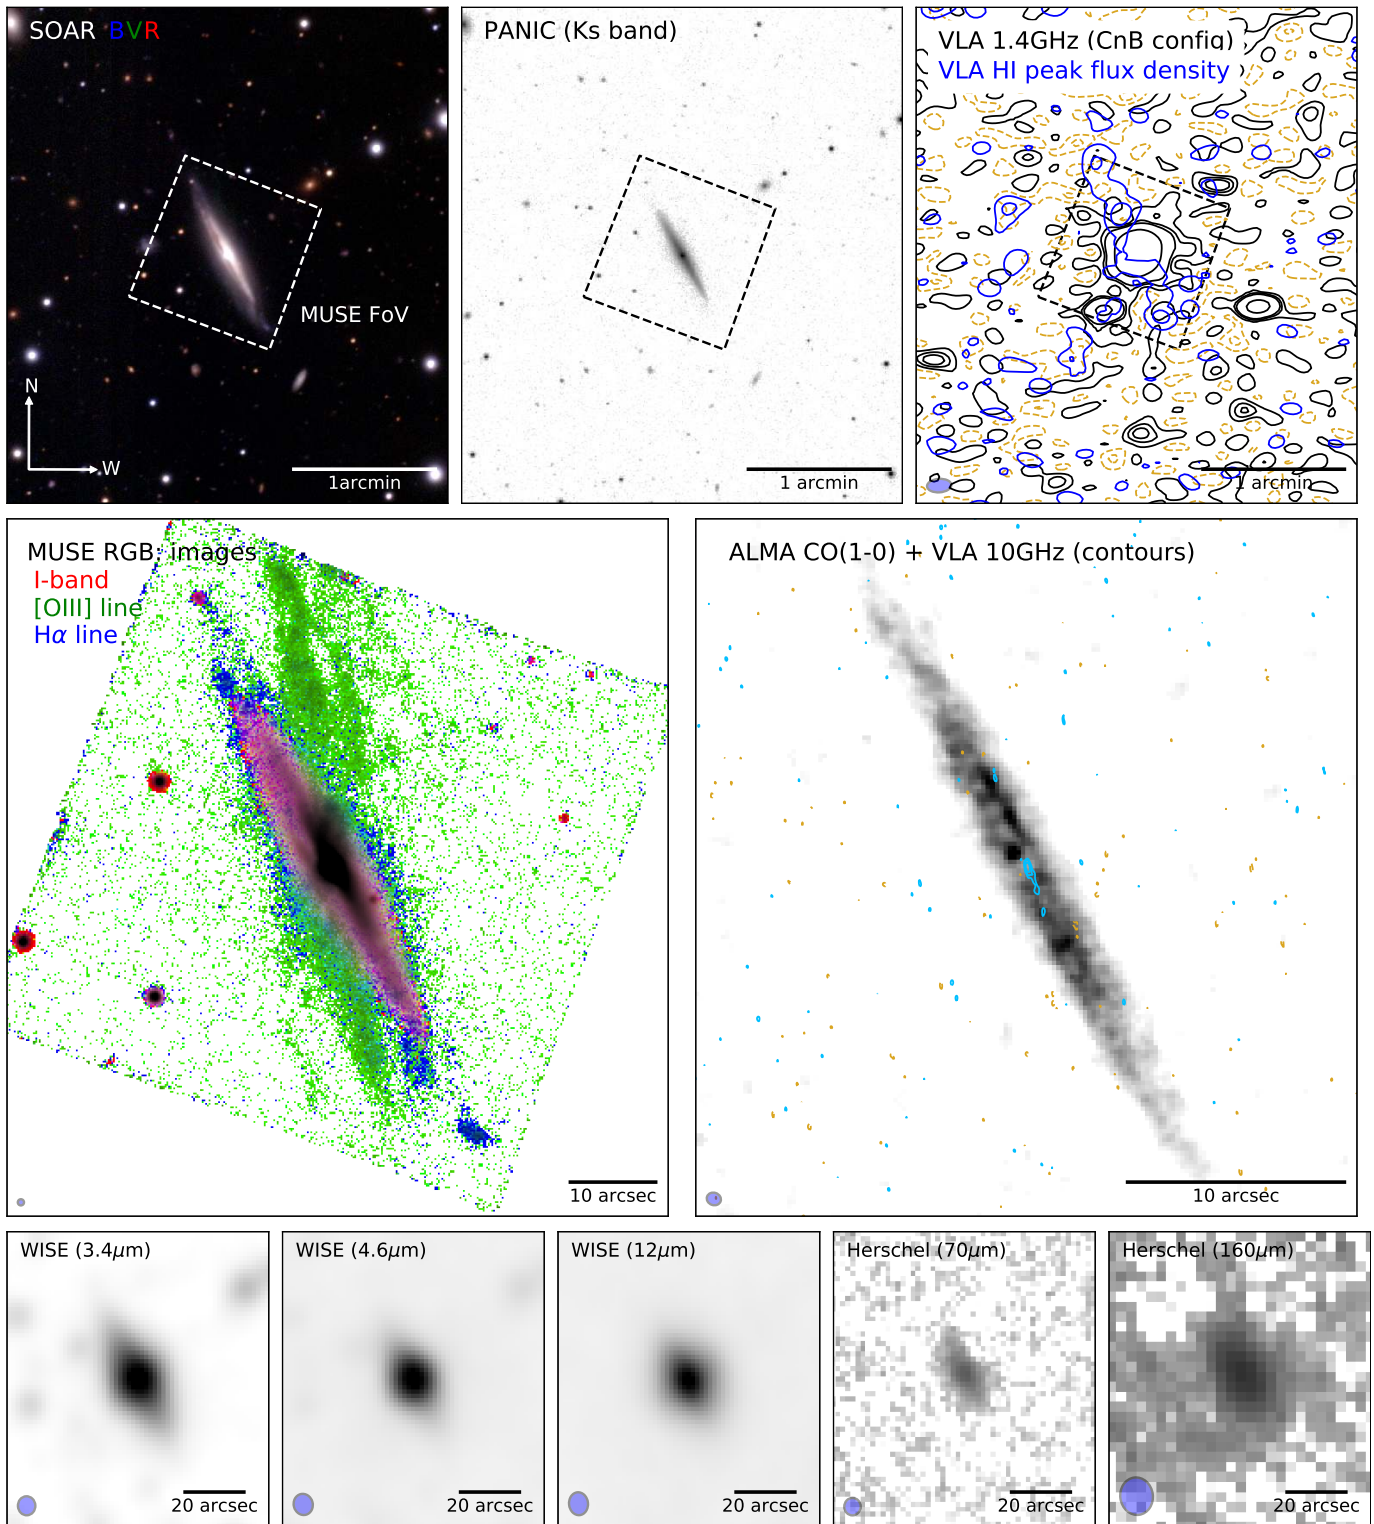 SOAR BVR
N
W
MUSE FoV
1arcmin
PANIC (Ks band)
1 arcmin
VLA 1.4GHz (CnB config)
VLA HI peak flux density
1 arcmin
MUSE RGB: images
I-band
[OIII] line
Hα line
10 arcsec
ALMA CO(1-0) + VLA 10GHz (contours)
10 arcsec
WISE (3.4μm)
20 arcsec
WISE (4.6μm)
20 arcsec
WISE (12μm)
20 arcsec
Herschel (70μm)
20 arcsec
Herschel (160μm)
20 arcsec